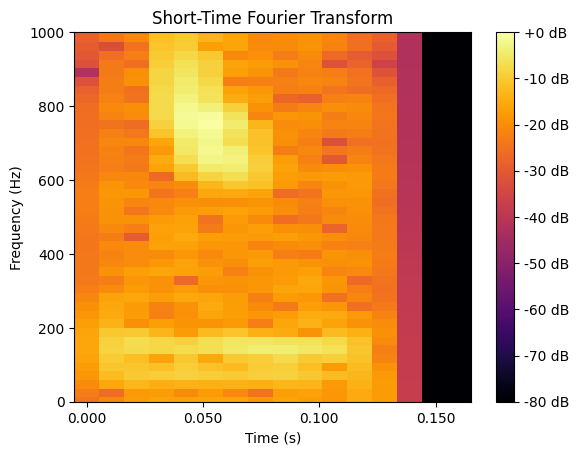 Short-Time Fourier Transform
1000
800
600
400
200
0
Frequency (Hz)
0.000
0.050
0.100
0.150
Time (s)
+0 dB
-10 dB
-20 dB
-30 dB
-40 dB
-50 dB
-60 dB
-70 dB
-80 dB